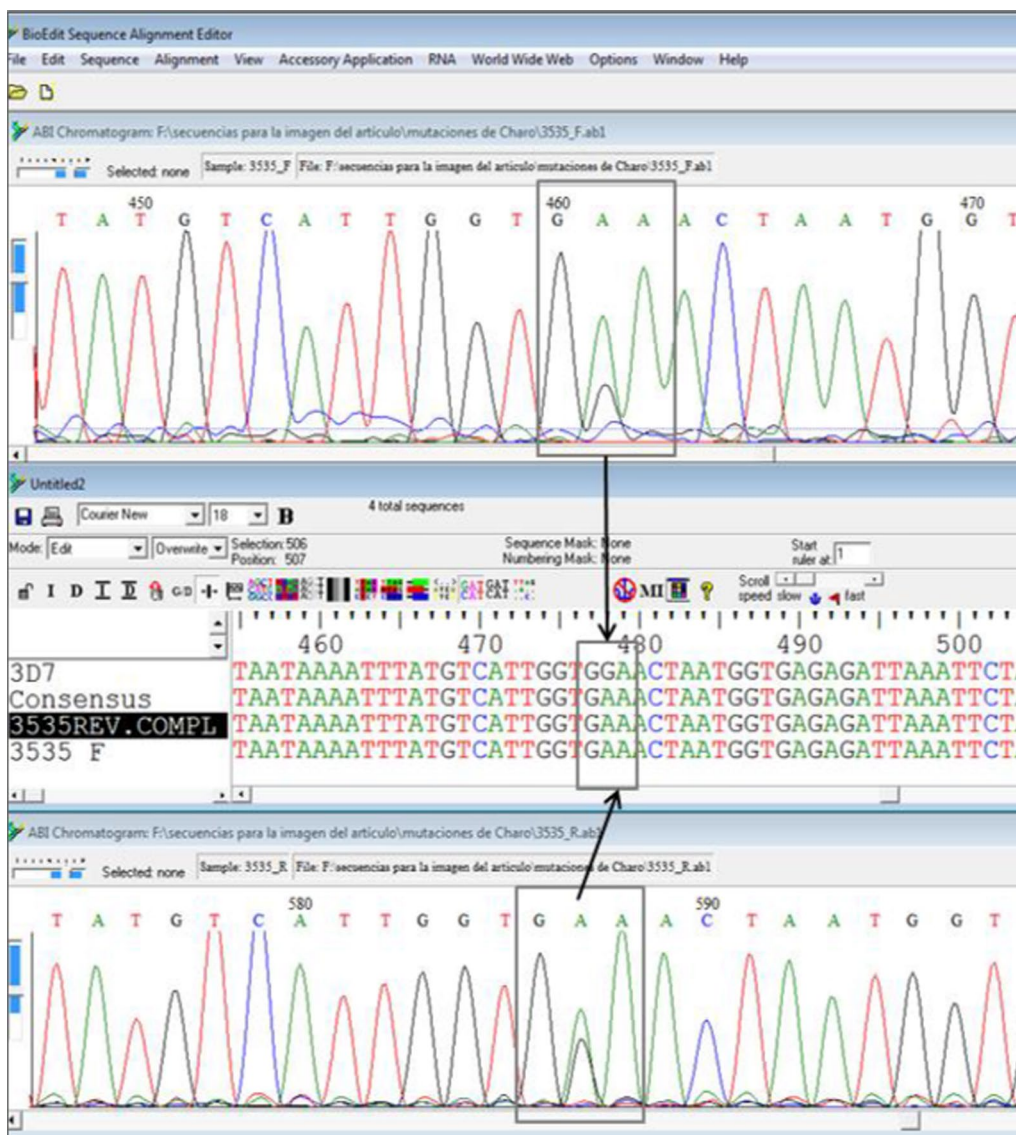 BioEdit Sequence Alignment Editor
File Edit Sequence Alignment View Accessory Application RNA World Wide Web Options Window Help
ABI Chromatogram: F:\secuencias para la imagen del artículo\mutaciones de Charo\3535_F.ab1
Selected: none Sample: 3535_F File: F:\secuencias para la imagen del articulo\mutaciones de Charo\3535_F.ab1
450 460 470
T A T G T C A T T G G T G A A A C T A A T G G T
Untitled2
Courier New 18 B 4 total sequences
Mode: Edit Overwrite Selection: 506 Sequence Mask: None Start
Position: 507 Numbering Mask: None ruler at: 1
I D I D G/D MI ? Scroll
speed slow fast
460 470 480 490 500
3D7 TAATAAAATTTATGTCATTGGTGGAACTAATGGTGAGAGATTAAATTCT
Consensus TAATAAAATTTATGTCATTGGTGAAACTAATGGTGAGAGATTAAATTCT
3535REV.COMPL TAATAAAATTTATGTCATTGGTGAAACTAATGGTGAGAGATTAAATTCT
3535 F TAATAAAATTTATGTCATTGGTGAAACTAATGGTGAGAGATTAAATTCT
ABI Chromatogram: F:\secuencias para la imagen del artículo\mutaciones de Charo\3535_R.ab1
Selected: none Sample: 3535_R File: F:\secuencias para la imagen del articulo\mutaciones de Charo\3535_R.ab1
580 590
T A T G T C A T T G G T G A A A C T A A T G G T